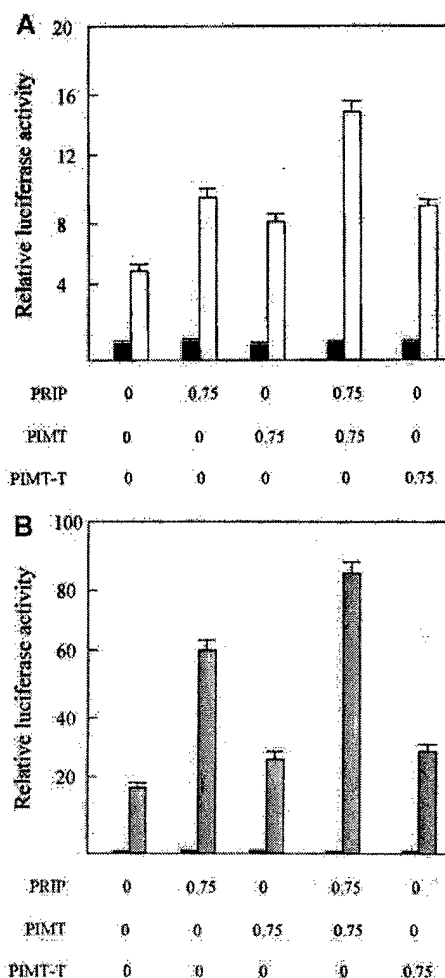 A
20
16
12
8
4
Relative luciferase activity
PRIP 0 0.75 0 0.75 0
PIMT 0 0 0.75 0.75 0
PIMT-T 0 0 0 0 0.75
B
100
80
60
40
20
Relative luciferase activity
PRIP 0 0.75 0 0.75 0
PIMT 0 0 0.75 0.75 0
PIMT-T 0 0 0 0 0.75